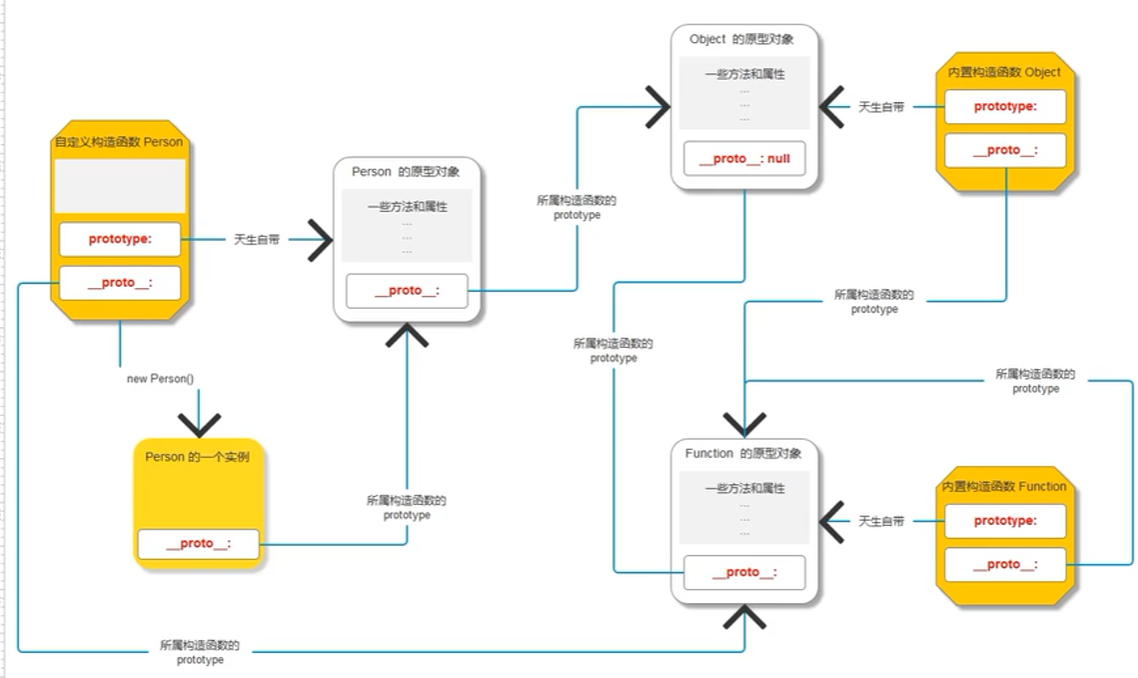 Object 的原型对象
一些方法和属性
...
...
...
__proto__: null
内置构造函数 Object
prototype:
__proto__:
天生自带
自定义构造函数 Person
prototype:
__proto__:
天生自带
Person 的原型对象
一些方法和属性
...
...
...
__proto__:
所属构造函数的
prototype
所属构造函数的
prototype
所属构造函数的
prototype
new Person()
所属构造函数的
prototype
Person 的一个实例
__proto__:
所属构造函数的
prototype
Function 的原型对象
一些方法和属性
...
...
...
__proto__:
天生自带
内置构造函数 Function
prototype:
__proto__:
所属构造函数的
prototype